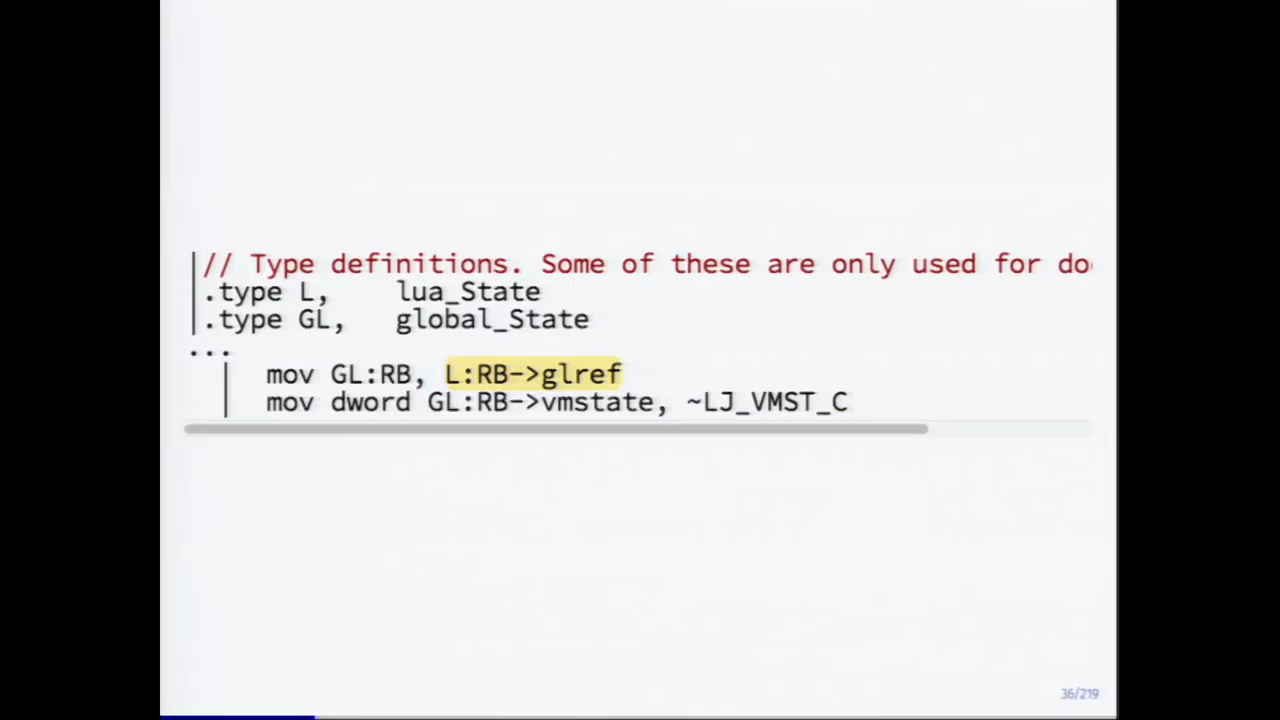 // Type definitions. Some of these are only used for
.type L, lua_State
.type GL, global_State
...
mov GL:RB, L:RB->glref
mov dword GL:RB->vmstate, ~LJ_VMST_C
36/219